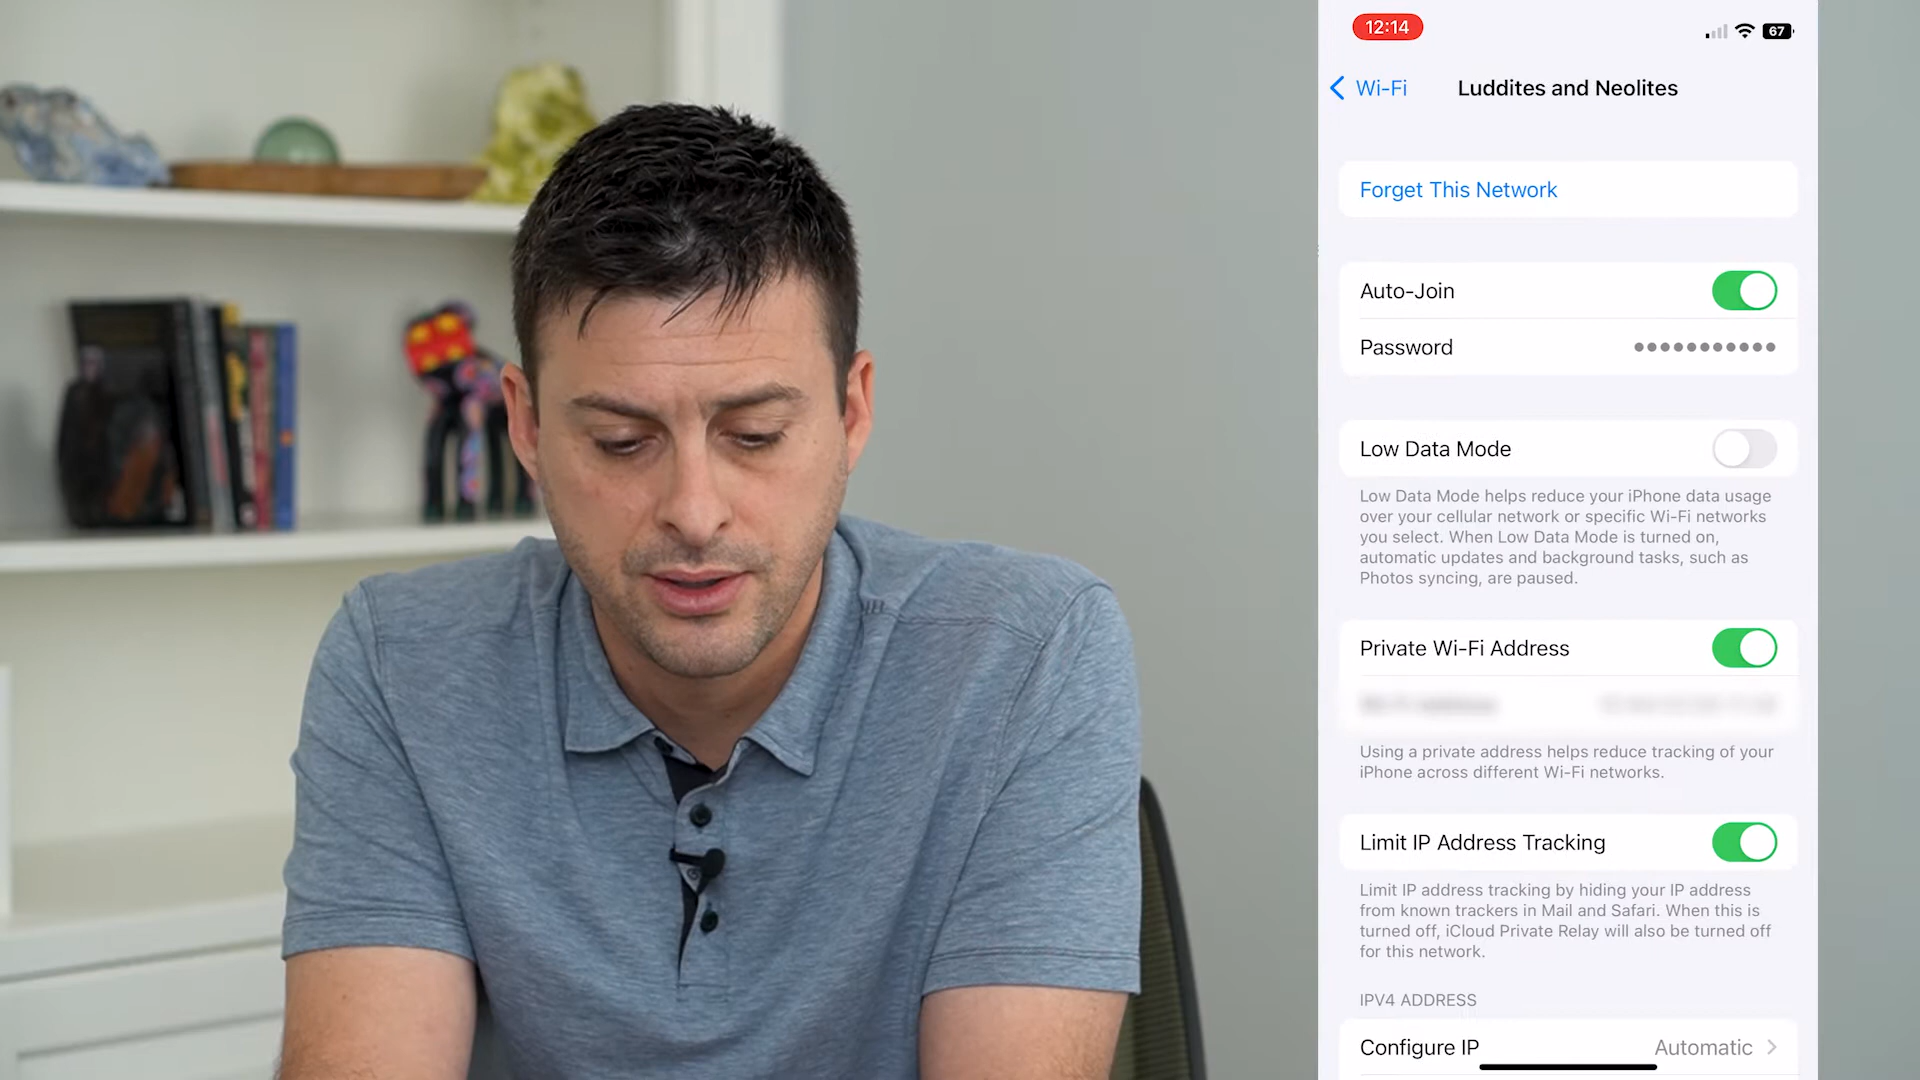 12:14
67
Wi-Fi
Luddites and Neolites
Forget This Network
Auto-Join
Password ●●●●●●●●●●●
Low Data Mode
Low Data Mode helps reduce your iPhone data usage
over your cellular network or specific Wi-Fi networks
you select. When Low Data Mode is turned on,
automatic updates and background tasks, such as
Photos syncing, are paused.
Private Wi-Fi Address
Using a private address helps reduce tracking of your
iPhone across different Wi-Fi networks.
Limit IP Address Tracking
Limit IP address tracking by hiding your IP address
from known trackers in Mail and Safari. When this is
turned off, iCloud Private Relay will also be turned off
for this network.
IPV4 ADDRESS
Configure IP Automatic